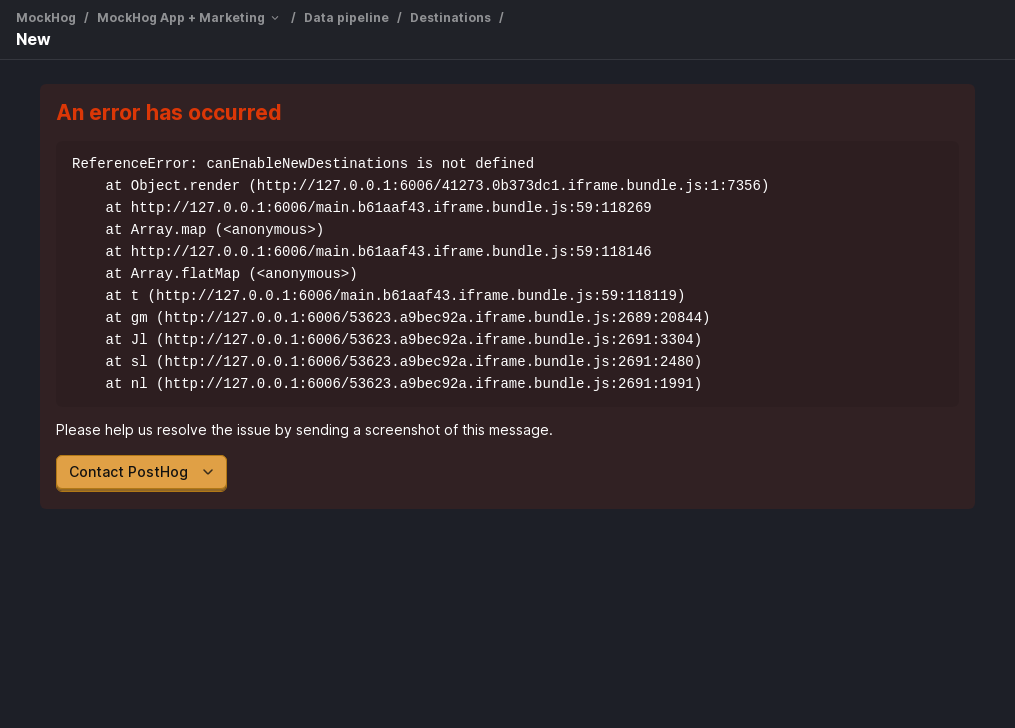 MockHog / MockHog App + Marketing / Data pipeline / Destinations /
New
An error has occurred
ReferenceError: canEnableNewDestinations is not defined
    at Object.render (http://127.0.0.1:6006/41273.0b373dc1.iframe.bundle.js:1:7356)
    at http://127.0.0.1:6006/main.b61aaf43.iframe.bundle.js:59:118269
    at Array.map (<anonymous>)
    at http://127.0.0.1:6006/main.b61aaf43.iframe.bundle.js:59:118146
    at Array.flatMap (<anonymous>)
    at t (http://127.0.0.1:6006/main.b61aaf43.iframe.bundle.js:59:118119)
    at gm (http://127.0.0.1:6006/53623.a9bec92a.iframe.bundle.js:2689:20844)
    at Jl (http://127.0.0.1:6006/53623.a9bec92a.iframe.bundle.js:2691:3304)
    at sl (http://127.0.0.1:6006/53623.a9bec92a.iframe.bundle.js:2691:2480)
    at nl (http://127.0.0.1:6006/53623.a9bec92a.iframe.bundle.js:2691:1991)
Please help us resolve the issue by sending a screenshot of this message.
Contact PostHog